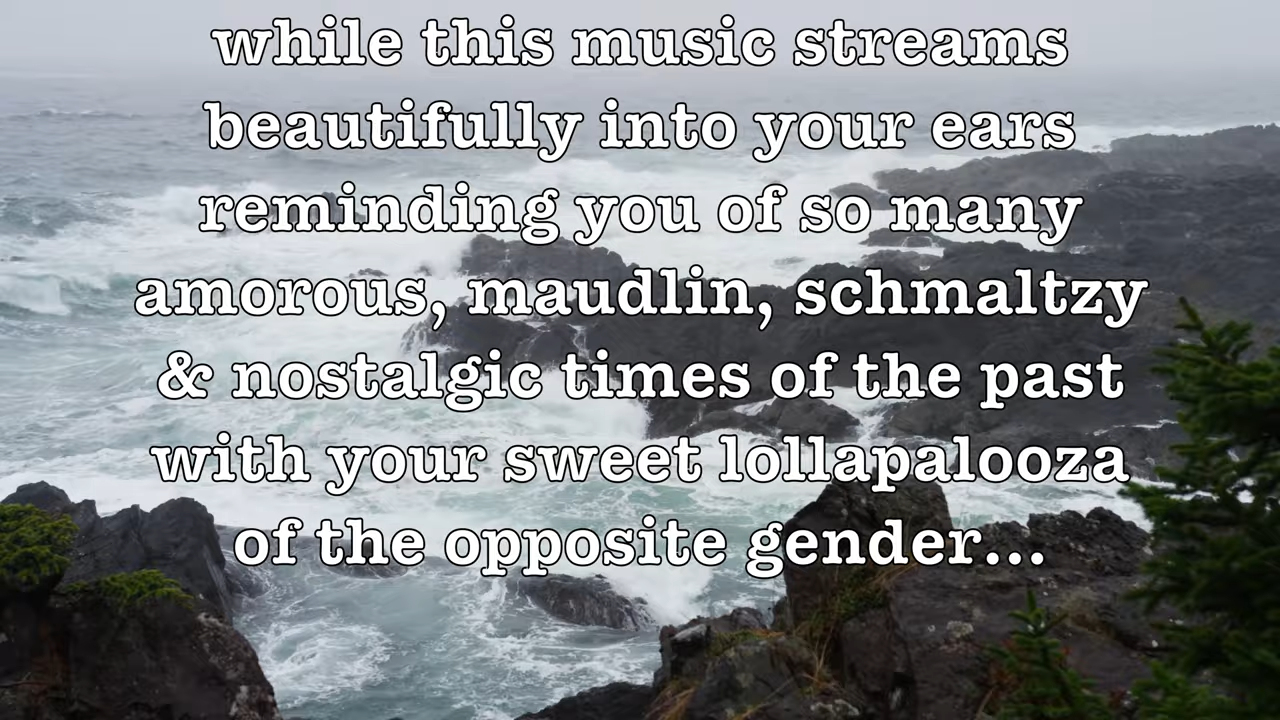 while this music streams
beautifully into your ears
reminding you of so many
amorous, maudlin, schmaltzy
& nostalgic times of the past
with your sweet lollapalooza
of the opposite gender...